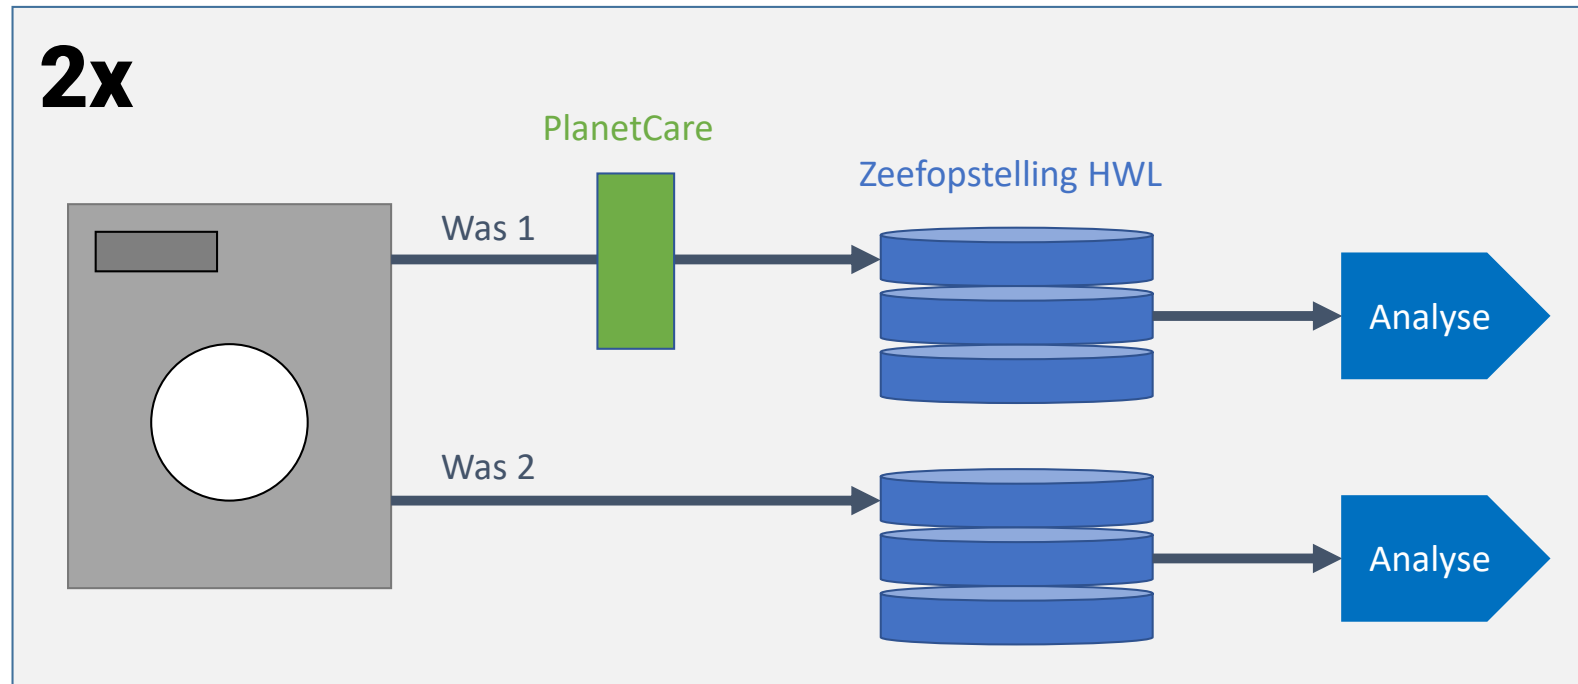 2x
PlanetCare
Zeefopstelling HWL
Was 1
Analyse
Was 2
Analyse